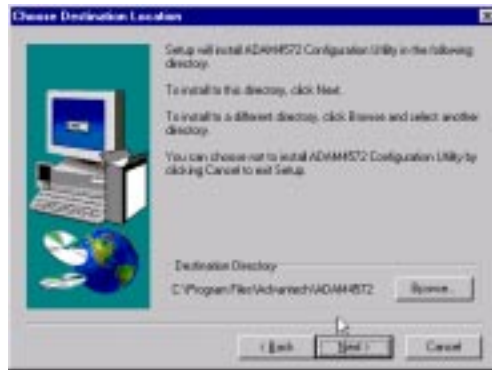 Choose Destination Location
Setup will install ADAM4572 Configuration Utility in the following
directory.
To install to this directory, click Next.
To install to a different directory, click Browse and select another
directory.
You can choose not to install ADAM4572 Configuration Utility by
clicking Cancel to exit Setup.
Destination Directory
C:\Program Files\Advantech\ADAM4572
Browse...
< Back
Next >
Cancel